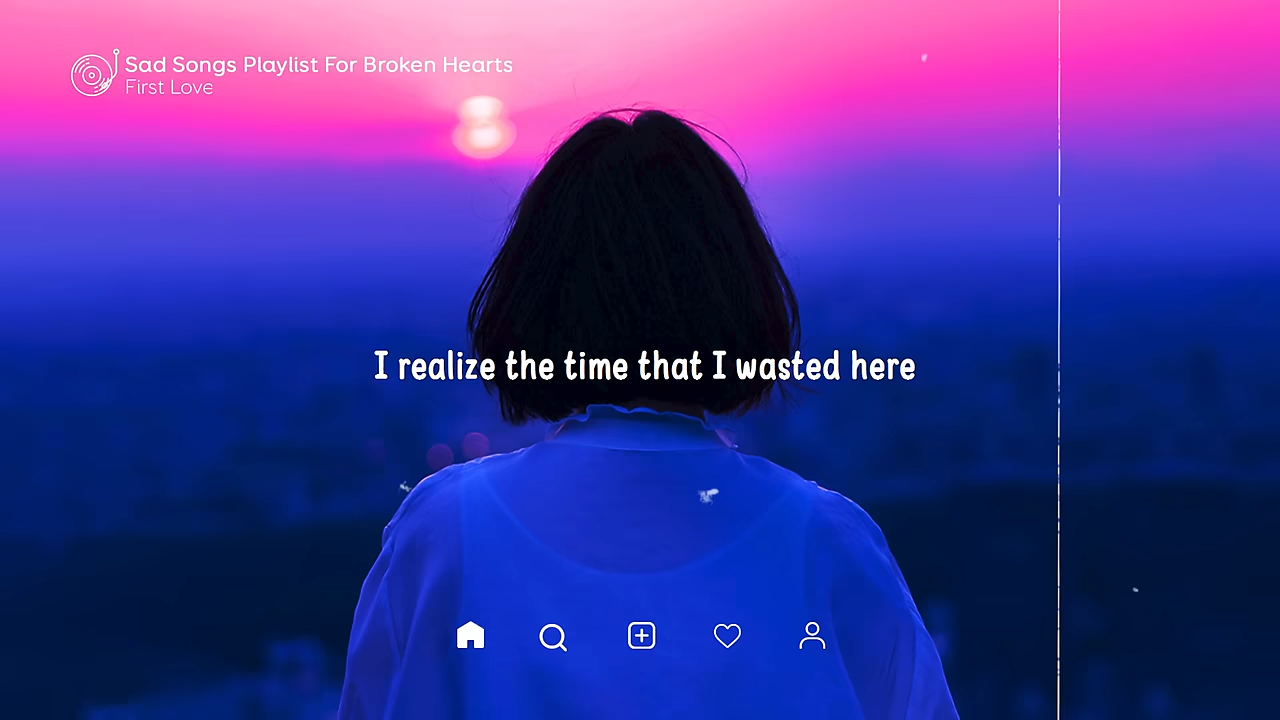 Sad Songs Playlist For Broken Hearts
First Love
I realize the time that I wasted here